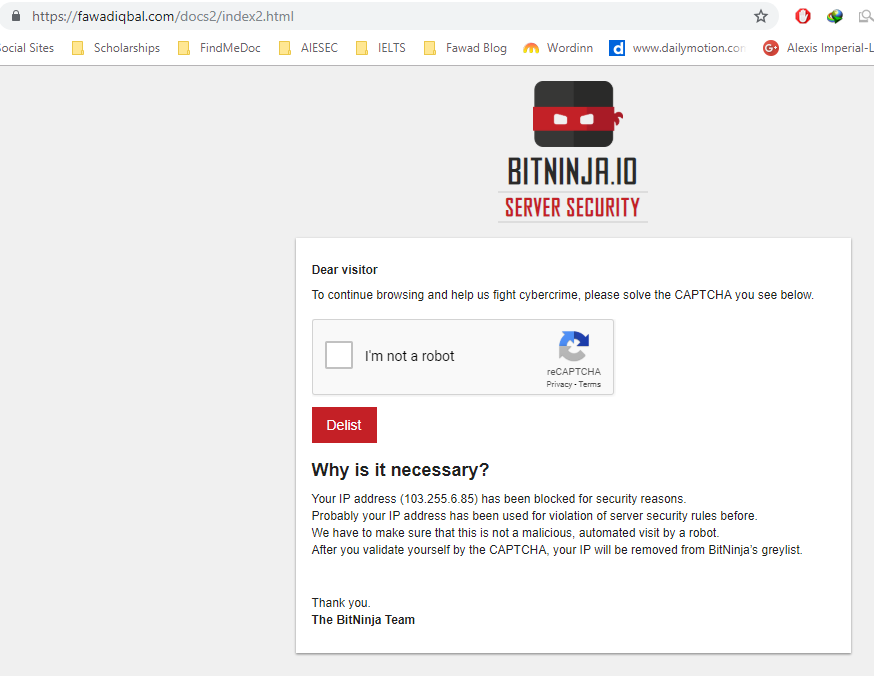 https://fawadiqbal.com/docs2/index2.html
ocial Sites Scholarships FindMeDoc AIESEC IELTS Fawad Blog Wordinn d www.dailymotion.con G+ Alexis Imperial-L
BITNINJA.IO
SERVER SECURITY
Dear visitor
To continue browsing and help us fight cybercrime, please solve the CAPTCHA you see below.
I'm not a robot
reCAPTCHA
Privacy - Terms
Delist
Why is it necessary?
Your IP address (103.255.6.85) has been blocked for security reasons.
Probably your IP address has been used for violation of server security rules before.
We have to make sure that this is not a malicious, automated visit by a robot.
After you validate yourself by the CAPTCHA, your IP will be removed from BitNinja's greylist.
Thank you.
The BitNinja Team